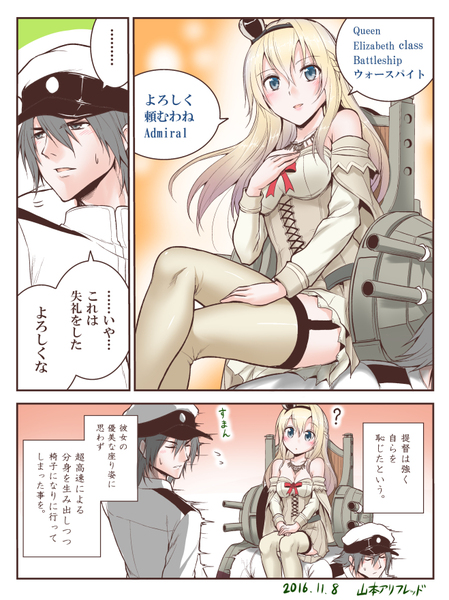 Queen
Elizabeth class
Battleship
ウォースパイト
よろしく
頼むわね
Admiral
………
……いや…
これは
失礼をした
よろしくな
?
提督は強く
自らを
恥じたという。
すまん
彼女の
優美な座り姿に
思わず
超高速による
分身を生み出しつつ
椅子になりに行って
しまった事を。
2016.11.8 山本アリフレッド